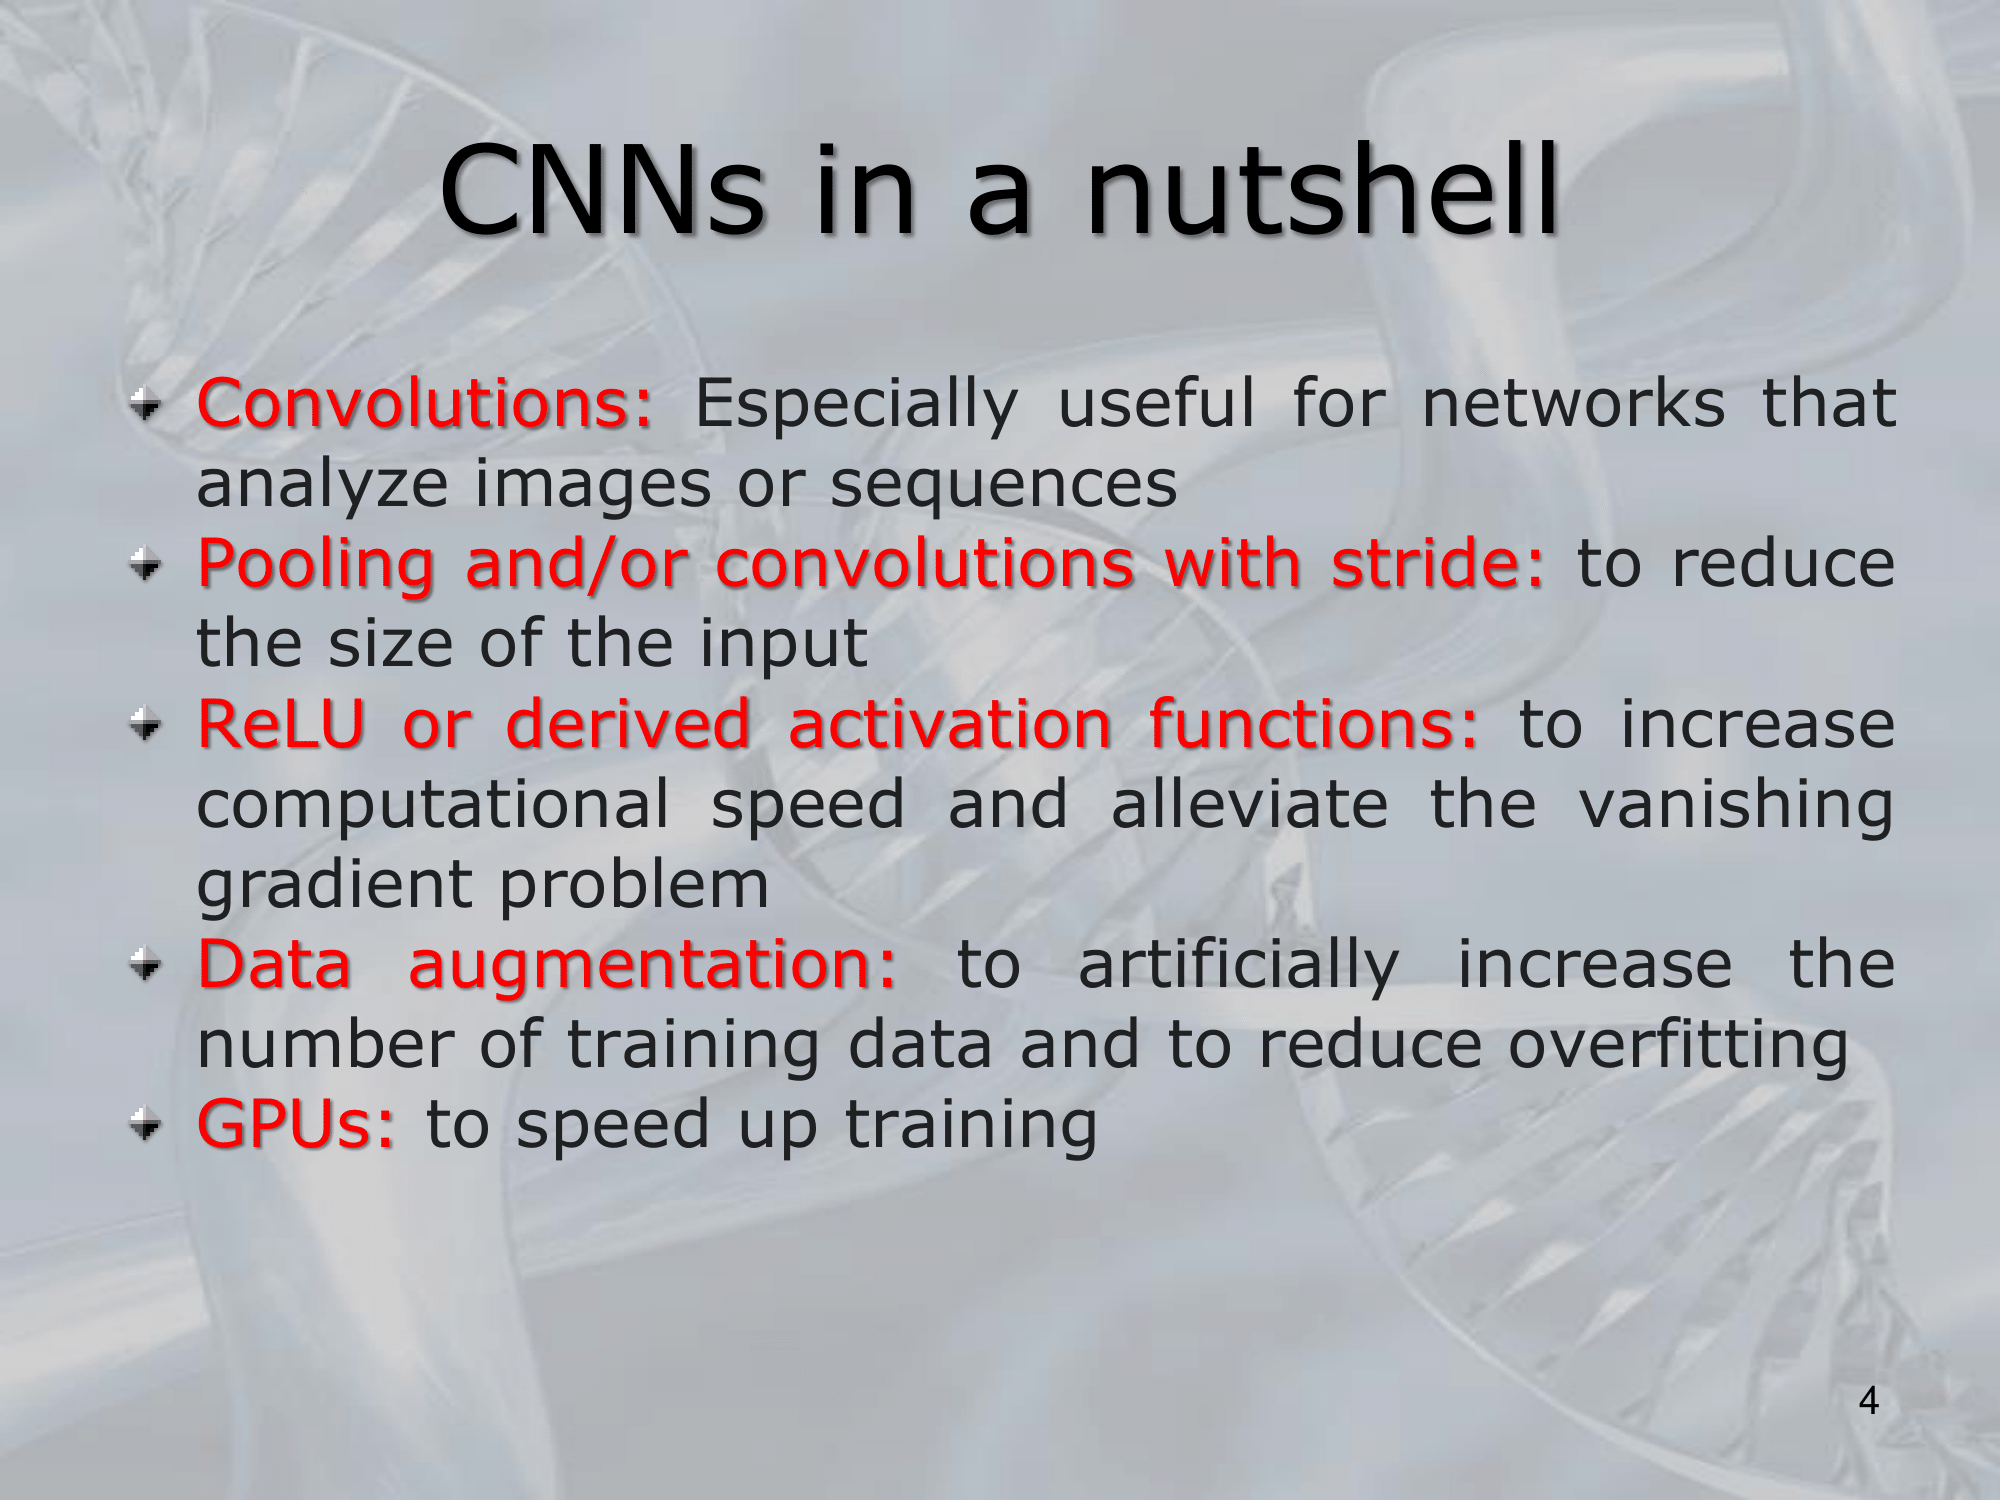 CNNs in a nutshell
Convolutions: Especially useful for networks that
analyze images or sequences
Pooling and/or convolutions with stride: to reduce
the size of the input
ReLU or derived activation functions: to increase
computational speed and alleviate the vanishing
gradient problem
Data augmentation: to artificially increase the
number of training data and to reduce overfitting
GPUs: to speed up training
4